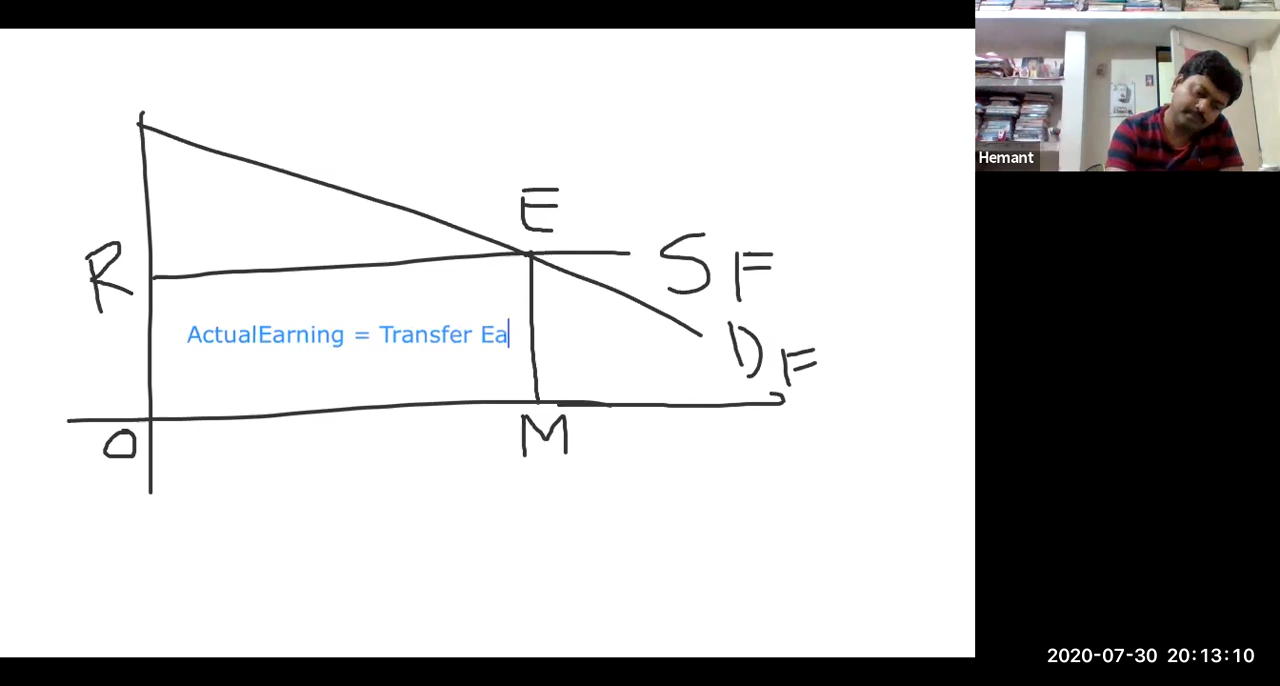 E
R
S F
ActualEarning = Transfer Ea
D F
O
M
Hemant
2020-07-30 20:13:10